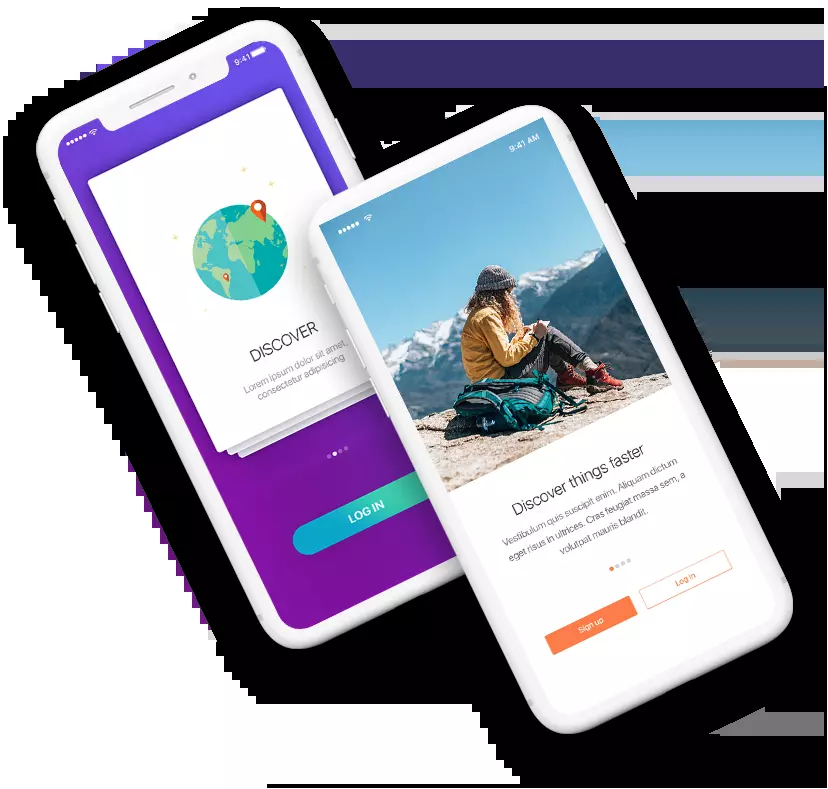 9:41
DISCOVER
Lorem ipsum dolor sit amet,
consectetur adipisicing
LOG IN
9:41 AM
Discover things faster
Vestibulum quis suscipit enim. Aliquam dictum
eget risus in ultrices. Cras feugiat massa sem, a
volutpat mauris blandit.
Sign up
Log in